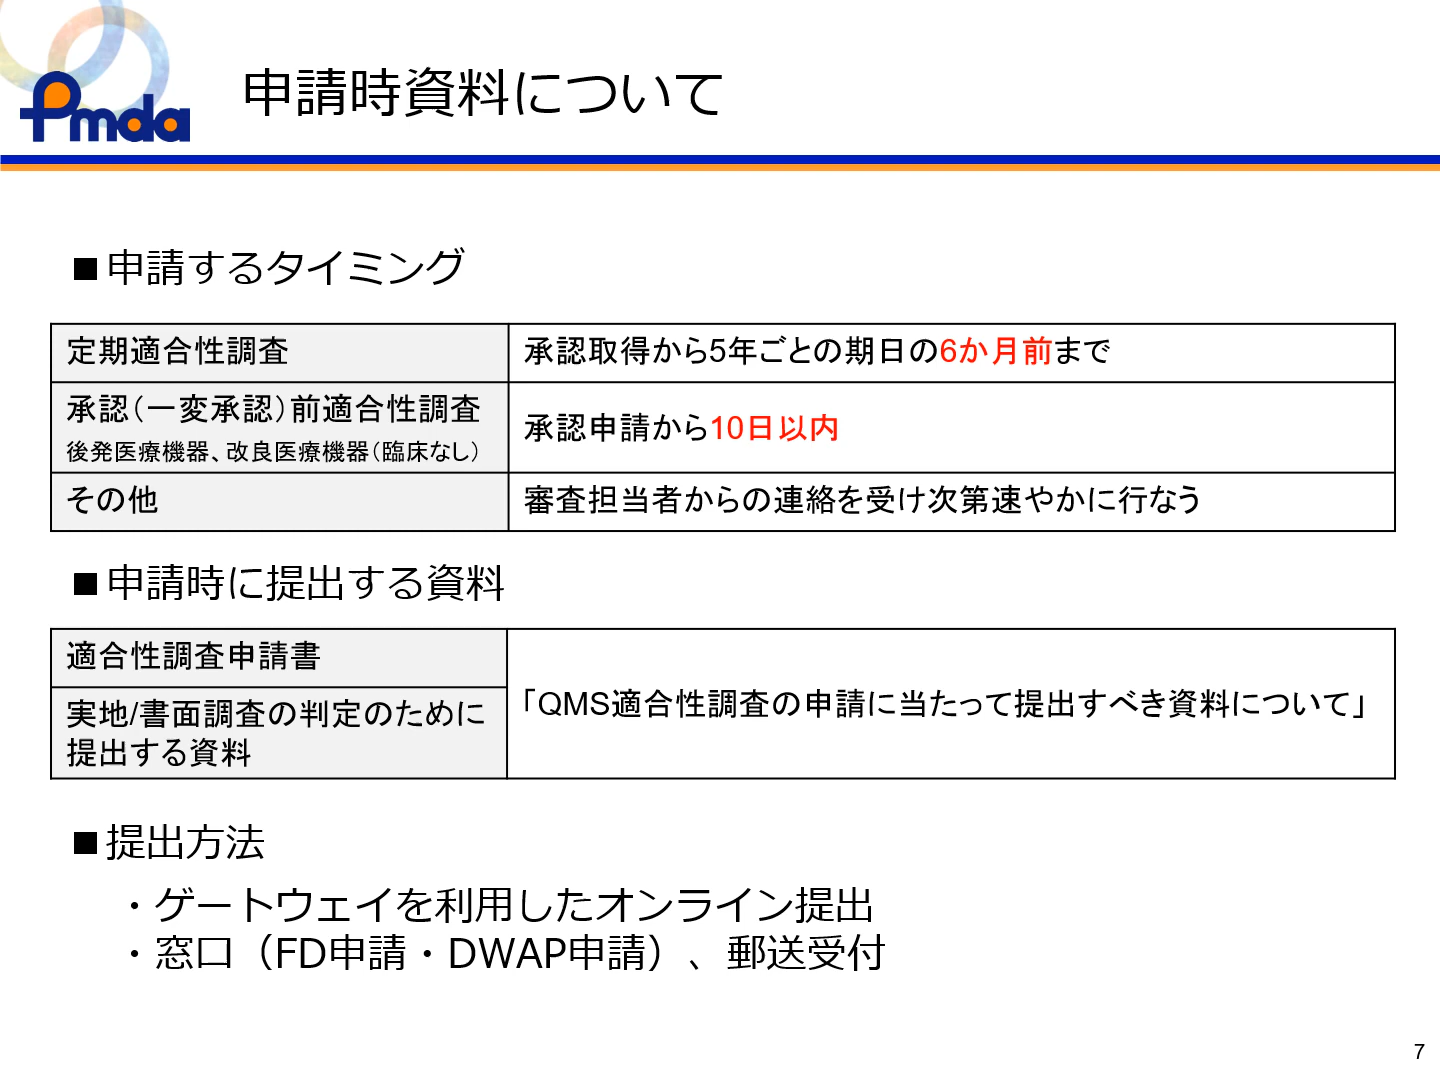 pmda
申請時資料について
■申請するタイミング
定期適合性調査
承認取得から5年ごとの期日の6か月前まで
承認（一変承認）前適合性調査
後発医療機器、改良医療機器（臨床なし）
承認申請から10日以内
その他
審査担当者からの連絡を受け次第速やかに行なう
■申請時に提出する資料
適合性調査申請書
実地/書面調査の判定のために
提出する資料
「QMS適合性調査の申請に当たって提出すべき資料について」
■提出方法
・ゲートウェイを利用したオンライン提出
・窓口（FD申請・DWAP申請）、郵送受付
7